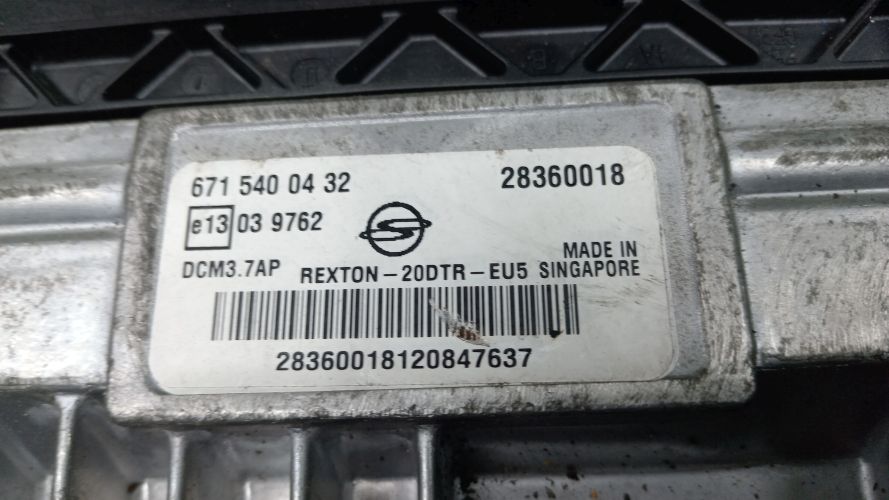 671 540 04 32 28360018
e13 03 9762
MADE IN
DCM3.7AP REXTON-20DTR-EU5 SINGAPORE
28360018120847637